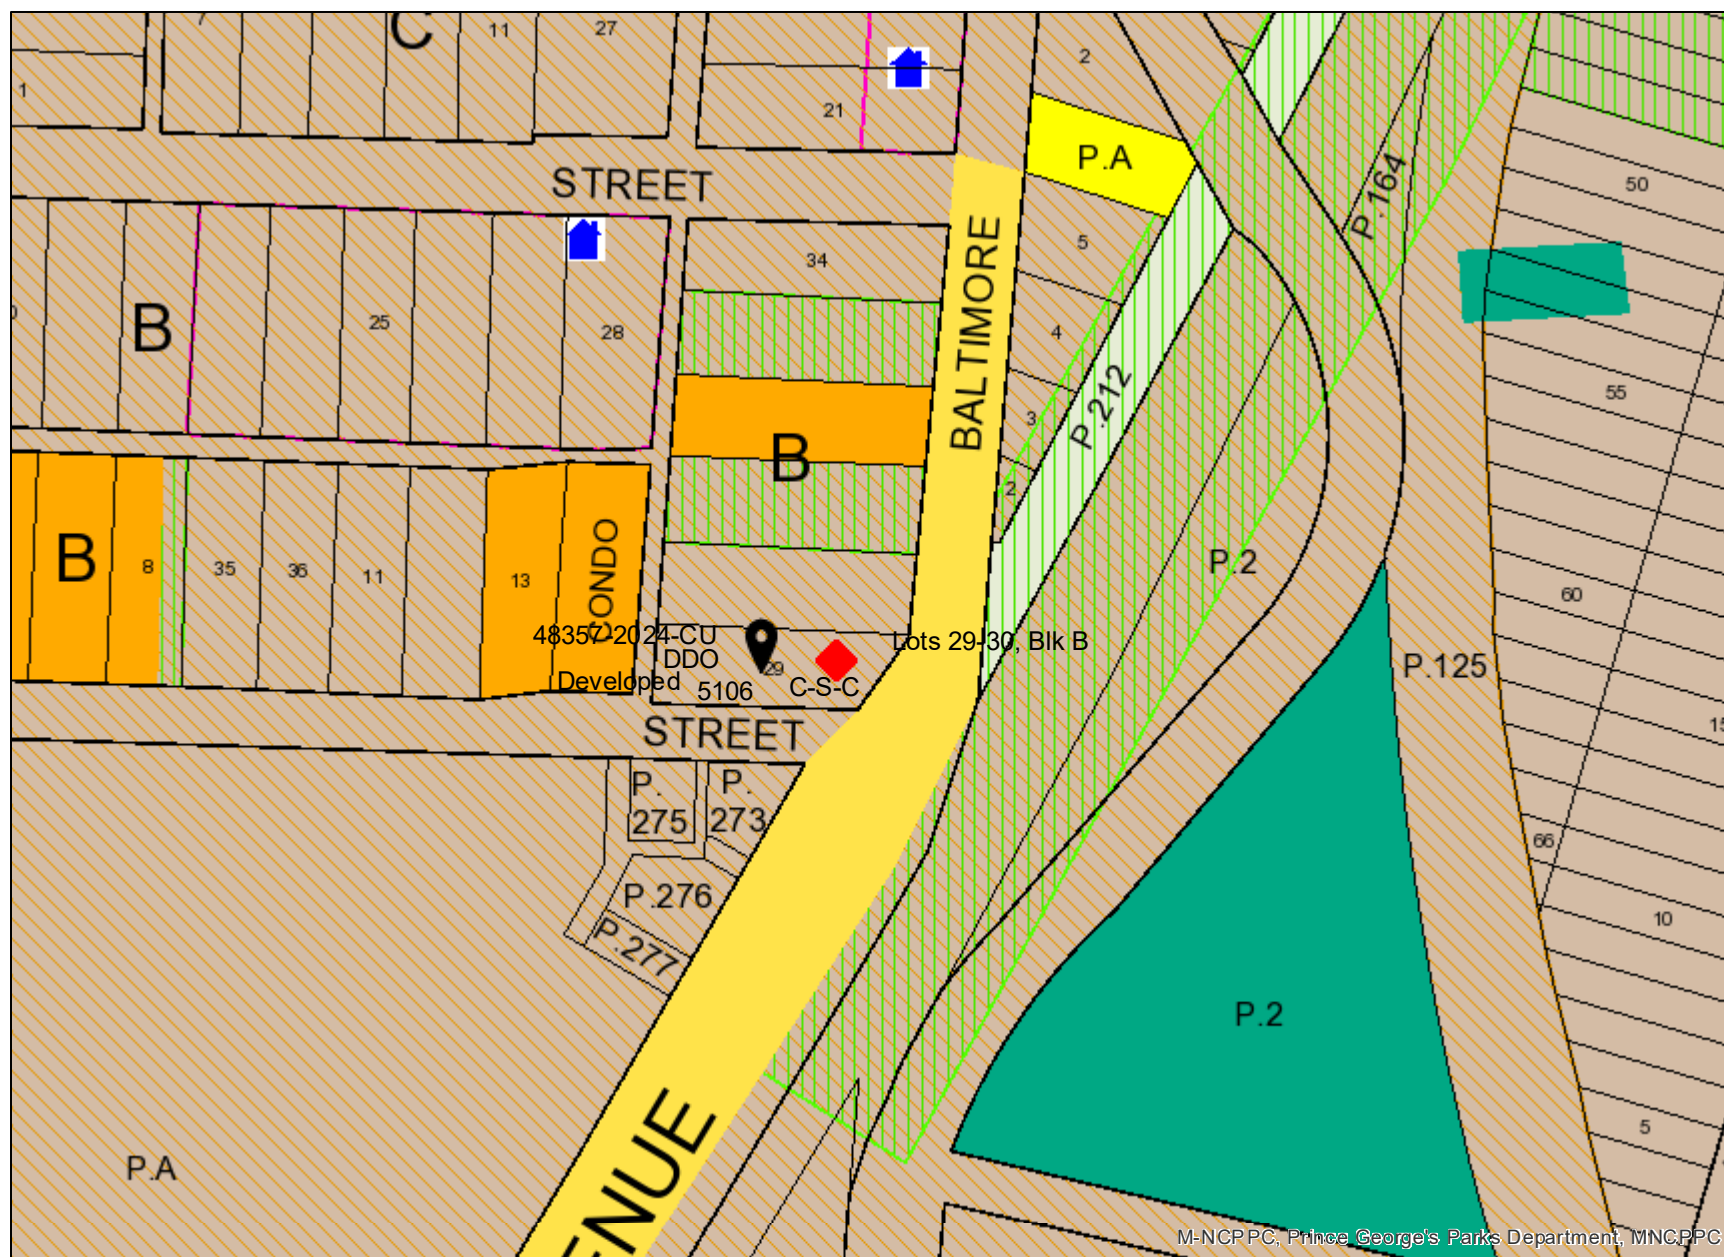 7
C
11
27
2
1
21
P.A
STREET
50
P.164
34
5
BALTIMORE
B
25
28
4
P.212
55
3
B
2
B
8
35
36
11
13
CONDO
P.2
60
48357-2024-CU
DDO
Lots 29-30, Blk B
29
Developed
5106
C-S-C
P.125
STREET
15
P.
275
P.
273
66
P.276
P.277
10
P.2
ENUE
P.A
5
M-NCPPC, Prince George's Parks Department, MNCPPC